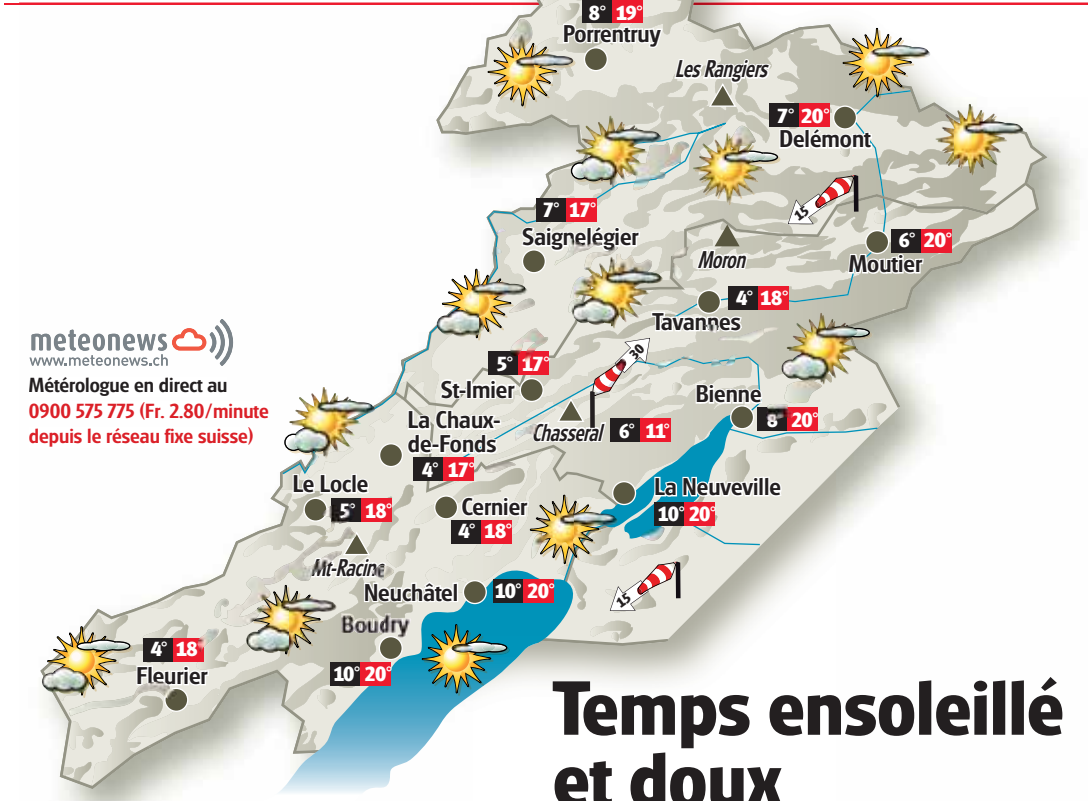 8° 19°
Porrentruy
Les Rangiers
7° 20°
Delémont
15
7° 17°
Saignelégier
Moron
6° 20°
Moutier
4° 18°
Tavannes
meteonews
www.meteonews.ch
Météro­logue en direct au
0900 575 775 (Fr. 2.80/minute
depuis le réseau fixe suisse)
30
5° 17°
St-Imier
Bienne
8° 20°
Chasseral 6° 11°
La Chaux-
de-Fonds
4° 17°
Le Locle
5° 18°
Cernier
4° 18°
La Neuveville
10° 20°
Mt-Racine
Neuchâtel 10° 20°
15
Boudry
10° 20°
4° 18°
Fleurier
Temps ensoleillé
et doux